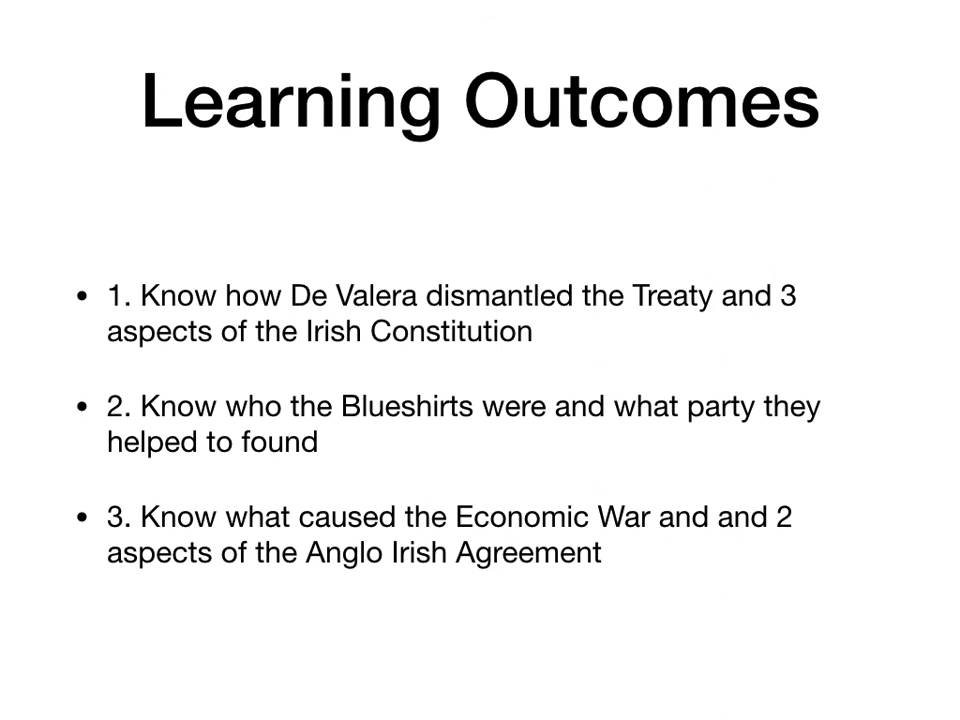 Learning Outcomes
• 1. Know how De Valera dismantled the Treaty and 3
aspects of the Irish Constitution
• 2. Know who the Blueshirts were and what party they
helped to found
• 3. Know what caused the Economic War and and 2
aspects of the Anglo Irish Agreement